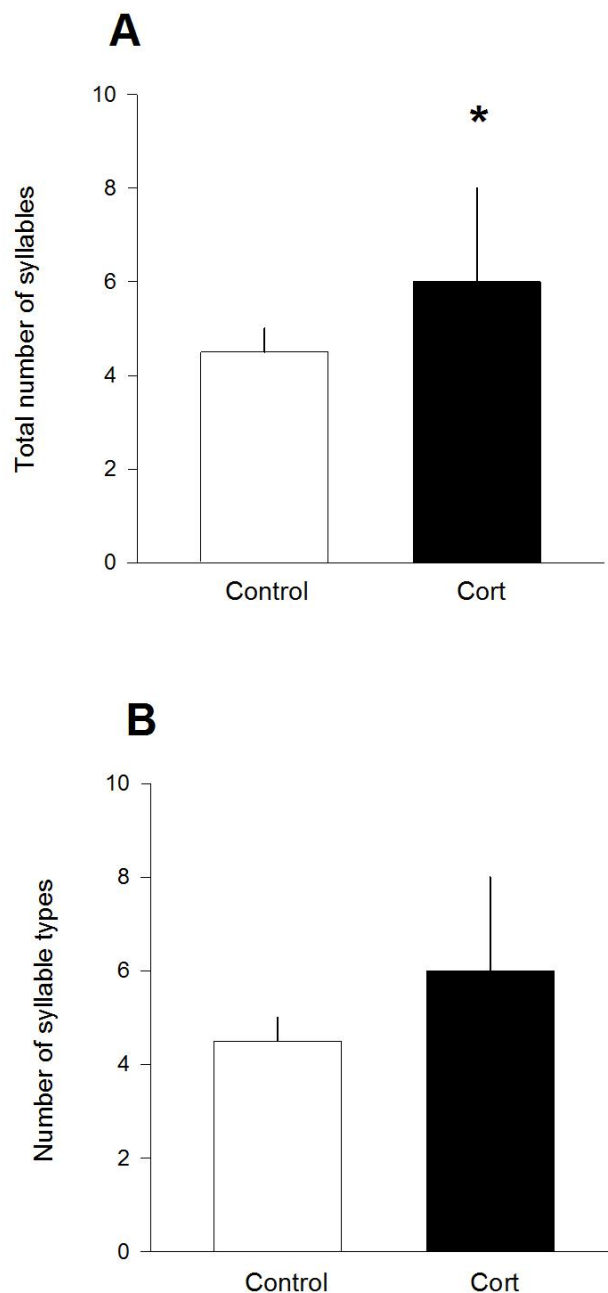 A
10
*
8
6
4
2
0
Total number of syllables
Control Cort
B
10
8
6
4
2
0
Number of syllable types
Control Cort